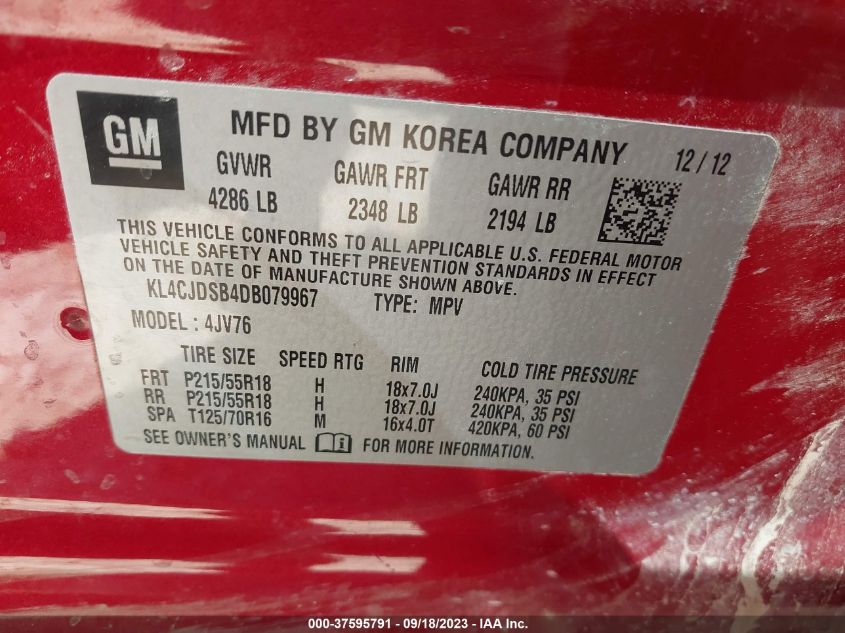 GM
MFD BY GM KOREA COMPANY 12/12
GVWR GAWR FRT GAWR RR
4286 LB 2348 LB 2194 LB
THIS VEHICLE CONFORMS TO ALL APPLICABLE U.S. FEDERAL MOTOR
VEHICLE SAFETY AND THEFT PREVENTION STANDARDS IN EFFECT
ON THE DATE OF MANUFACTURE SHOWN ABOVE.
KL4CJDSB4DB079967 TYPE: MPV
MODEL : 4JV76
TIRE SIZE SPEED RTG RIM COLD TIRE PRESSURE
FRT P215/55R18 H 18x7.0J 240KPA, 35 PSI
RR P215/55R18 H 18x7.0J 240KPA, 35 PSI
SPA T125/70R16 M 16x4.0T 420KPA, 60 PSI
SEE OWNER'S MANUAL FOR MORE INFORMATION.
000-37595791 - 09/18/2023 - IAA Inc.